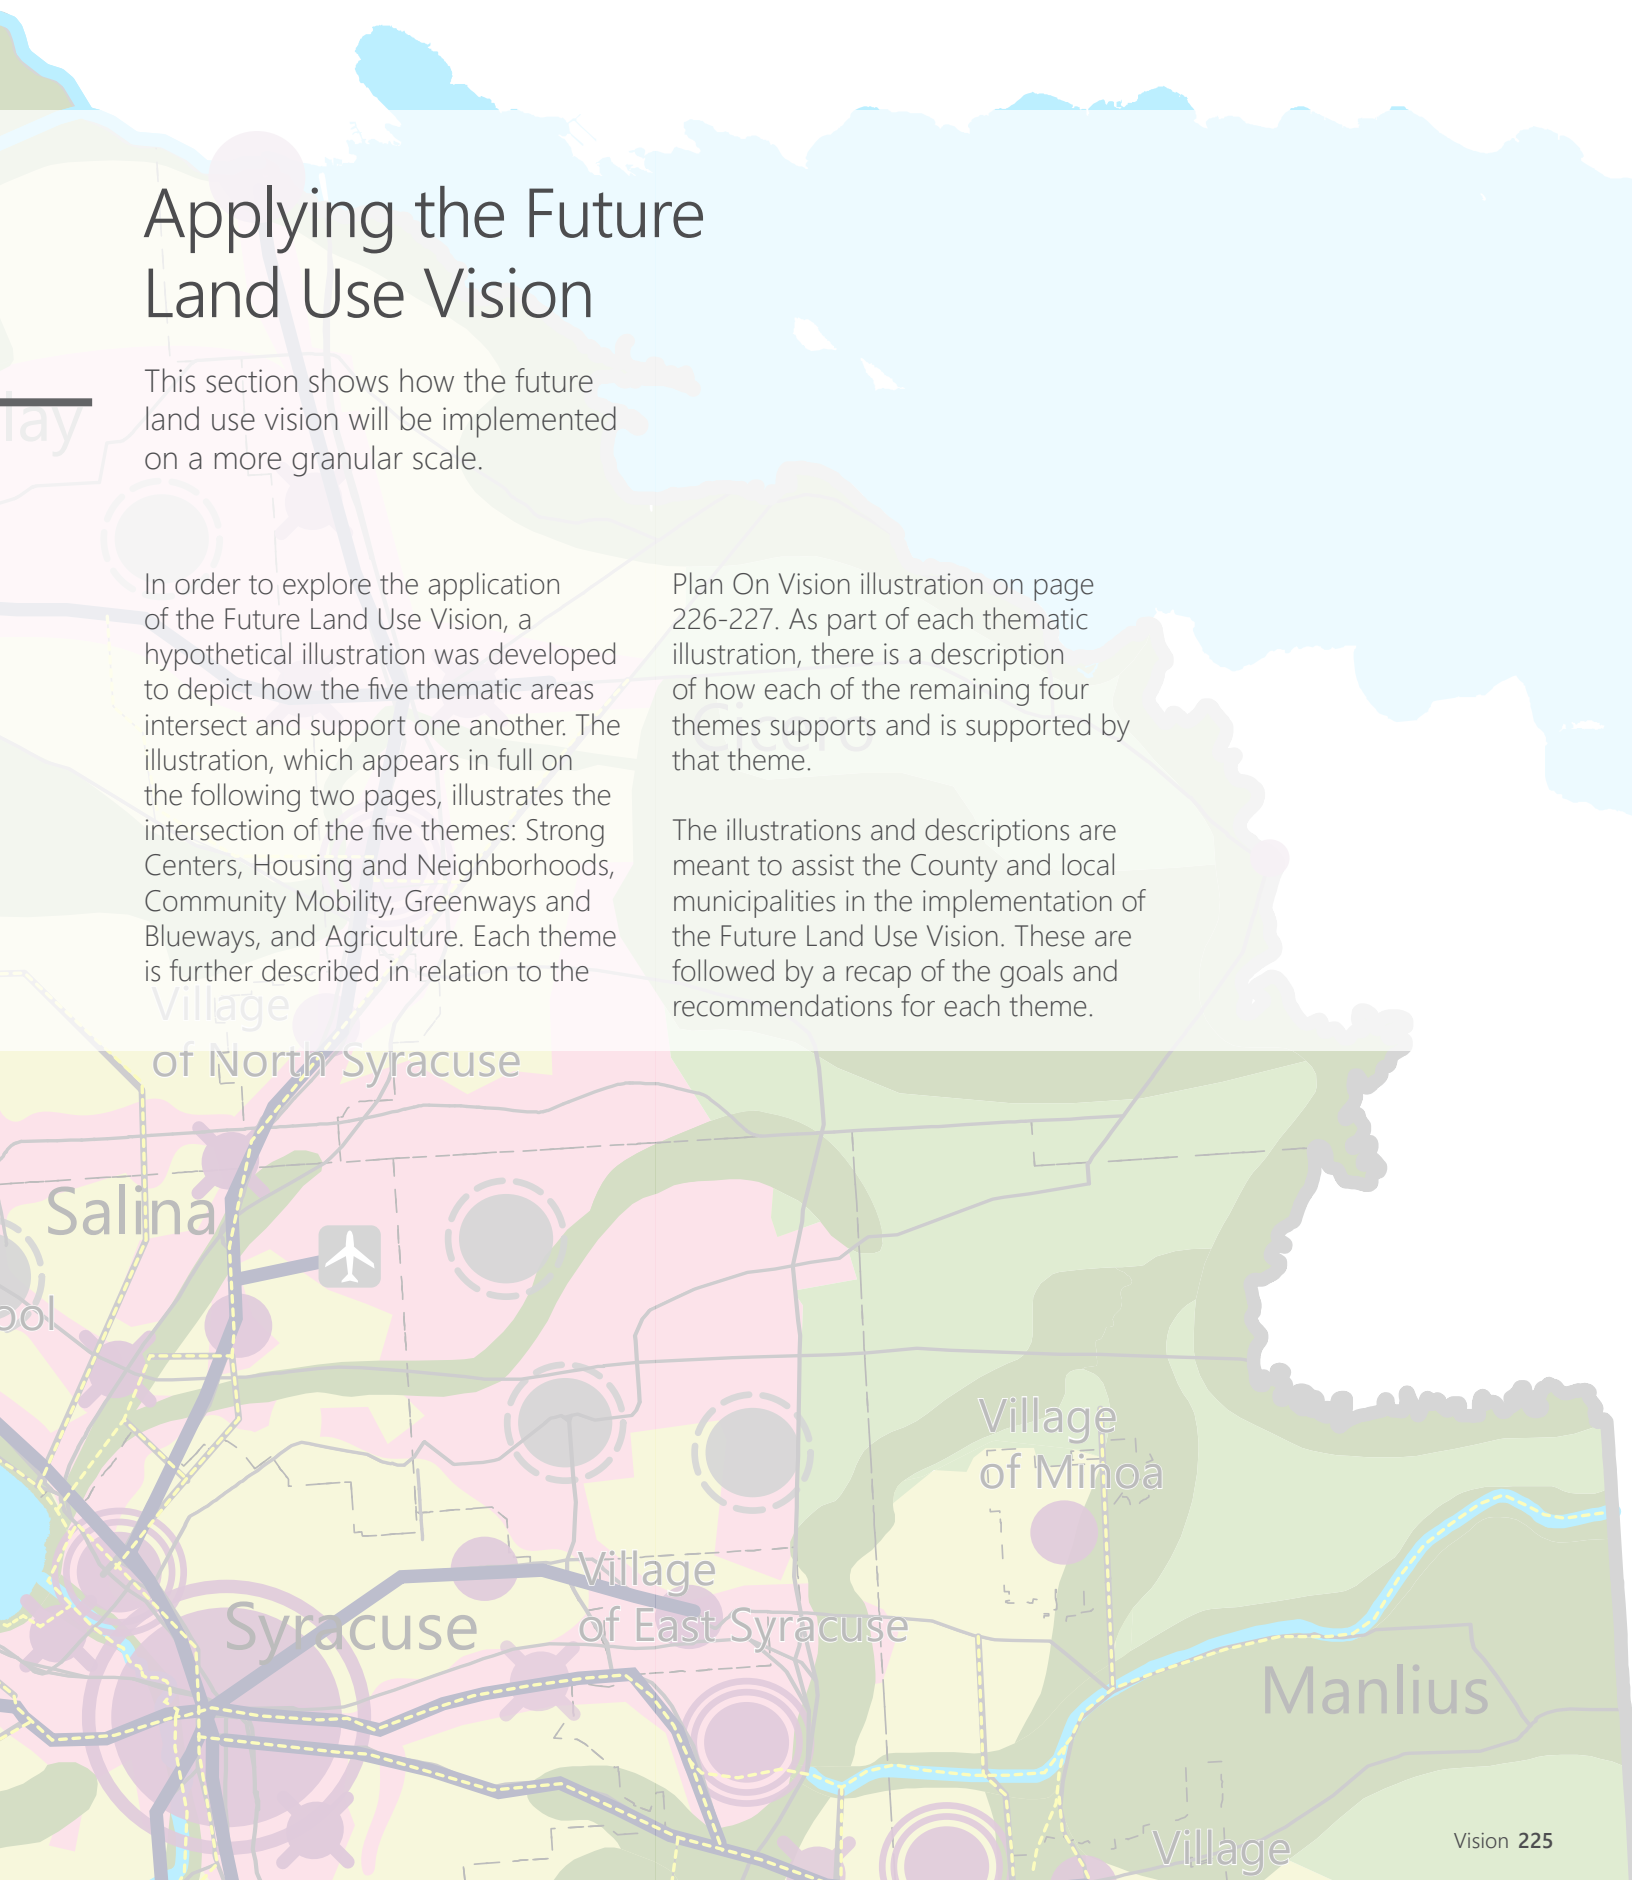 Applying the Future
Land Use Vision
This section shows how the future
land use vision will be implemented
on a more granular scale.
lay
In order to explore the application
of the Future Land Use Vision, a
hypothetical illustration was developed
to depict how the five thematic areas
intersect and support one another. The
illustration, which appears in full on
the following two pages, illustrates the
intersection of the five themes: Strong
Centers, Housing and Neighborhoods,
Community Mobility, Greenways and
Blueways, and Agriculture. Each theme
is further described in relation to the
Plan On Vision illustration on page
226-227. As part of each thematic
illustration, there is a description
of how each of the remaining four
themes supports and is supported by
that theme.
The illustrations and descriptions are
meant to assist the County and local
municipalities in the implementation of
the Future Land Use Vision. These are
followed by a recap of the goals and
recommendations for each theme.
Cicero
Village
of North Syracuse
Salina
ool
Village
of Minoa
Village
of East Syracuse
Syracuse
Manlius
Village
Vision 225